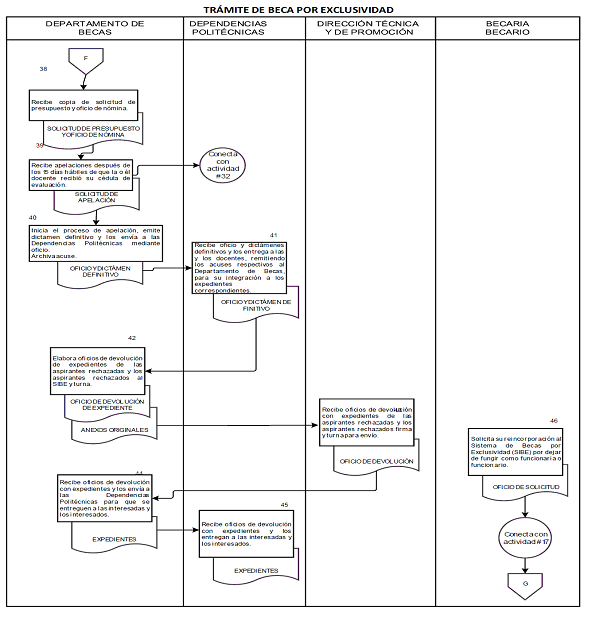 TRÁMITE DE BECA POR EXCLUSIVIDAD
DEPARTAMENTO DE
BECAS
DEPENDENCIAS
POLITÉCNICAS
DIRECCIÓN TÉCNICA
Y DE PROMOCIÓN
BECARIA
BECARIO
F
38
Recibe copia de solicitud de
presupuesto y oficio de nómina.
SOLICITUD DE PRESUPUESTO
Y OFICIO DE NÓMINA
39
Recibe apelaciones después de
los 15 días hábiles de que la o el
docente recibió su cédula de
evaluación.
SOLICITUD DE
APELACIÓN
Conecta
con
actividad
#32
40
Inicia el proceso de apelación, emite
dictamen definitivo y los envía a las
Dependencias Politécnicas mediante
oficio.
Archiva acuse.
OFICIO Y DICTÁMEN
DEFINITIVO
41
Recibe oficio y dictámenes
definitivos y los entrega a las
y los docentes, remitiendo
los acuses respectivos al
Departamento de Becas,
para su integración a los
expedientes
correspondientes.
OFICIO Y DICTÁMEN DE
FINITIVO
42
Elabora oficios de devolución
de expedientes de las
aspirantes rechazadas y los
aspirantes rechazados al
SIBE y turna.
OFICIO DE DEVOLUCIÓN
DE EXPEDIENTE
ANEXOS ORIGINALES
Recibe oficios de devolución
con expedientes de las
aspirantes rechazadas y los
aspirantes rechazados firma
y turna para envío.
OFICIO DE DEVOLUCIÓN
46
Solicita su reincorporación al
Sistema de Becas por
Exclusividad (SIBE) por dejar
de fungir como funcionaria o
funcionario.
OFICIO DE SOLICITUD
Conecta con
actividad #17
G
44
Recibe oficios de devolución
con expedientes y los envía a
las Dependencias
Politécnicas para que se
entreguen a las interesadas y
los interesados.
EXPEDIENTES
45
Recibe oficios de devolución
con expedientes y los
entregan a las interesadas y
los interesados.
EXPEDIENTES